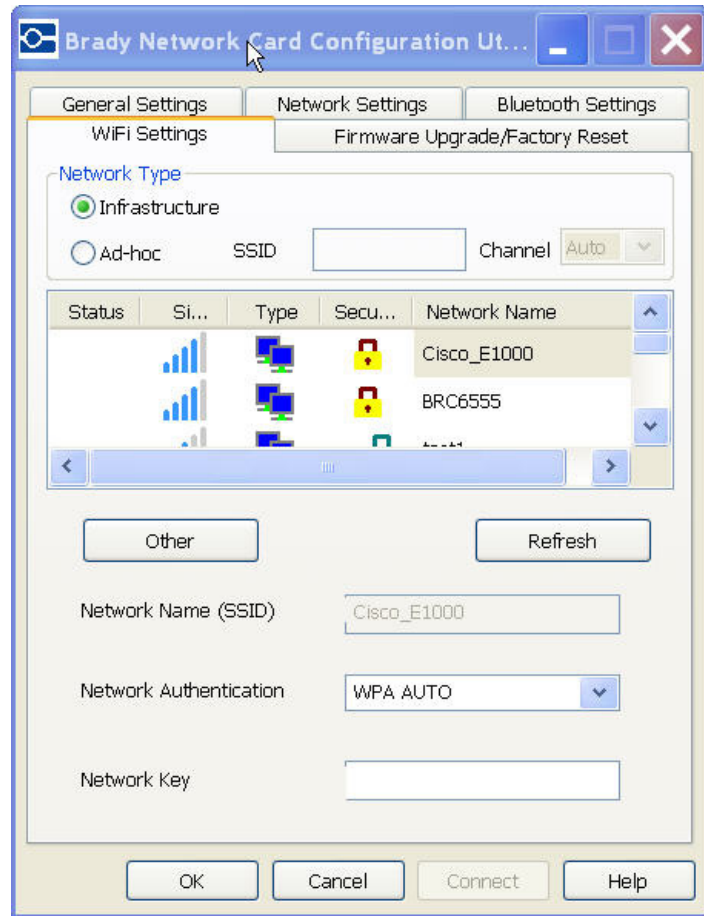 Brady Network Card Configuration Ut...
General Settings Network Settings Bluetooth Settings
WiFi Settings Firmware Upgrade/Factory Reset
Network Type
Infrastructure
Ad-hoc SSID Channel Auto
Status Si... Type Secu... Network Name
Cisco_E1000
BRC6555
Other Refresh
Network Name (SSID) Cisco_E1000
Network Authentication WPA AUTO
Network Key
OK Cancel Connect Help